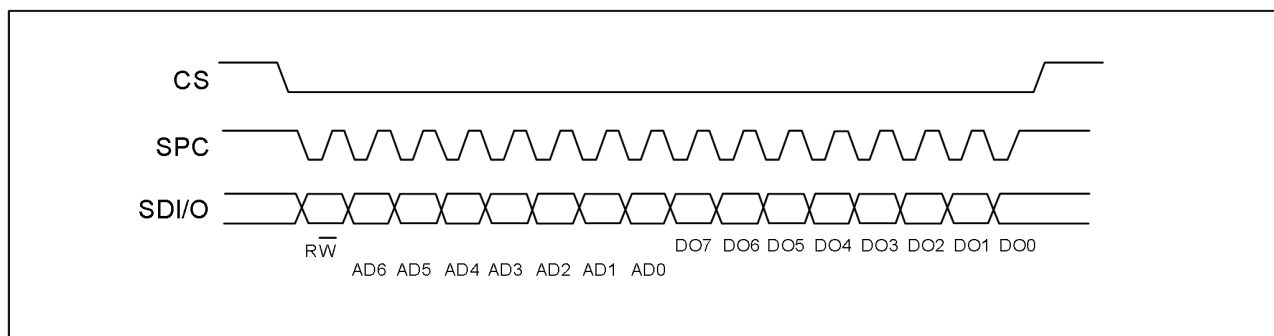 CS
SPC
SDI/O
RW̅
DO7 DO6 DO5 DO4 DO3 DO2 DO1 DO0
AD6 AD5 AD4 AD3 AD2 AD1 AD0